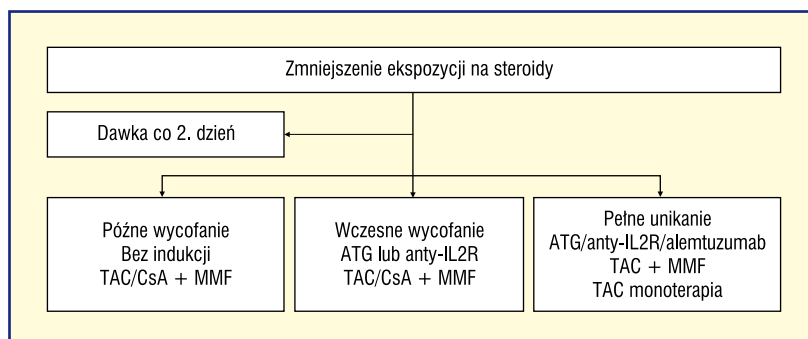 Zmniejszenie ekspozycji na steroidy
Dawka co 2. dzień
Późne wycofanie
Bez indukcji
TAC/CsA + MMF
Wczesne wycofanie
ATG lub anty-IL2R
TAC/CsA + MMF
Pełne unikanie
ATG/anty-IL2R/alemtuzumab
TAC + MMF
TAC monoterapia